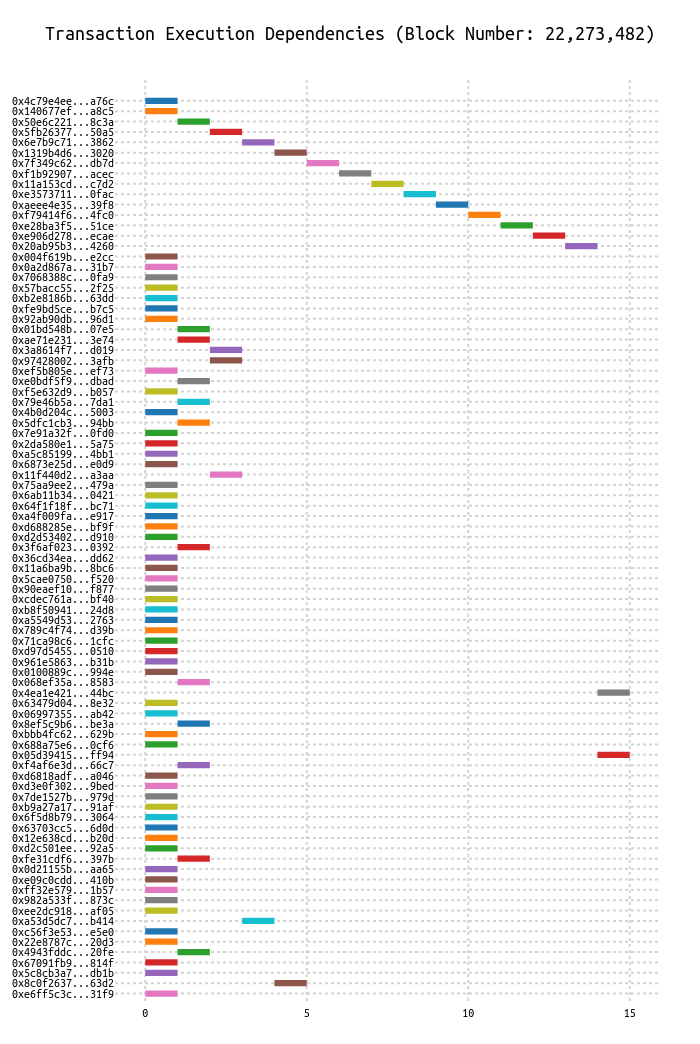 Transaction Execution Dependencies (Block Number: 22,273,482)
0x4c79e4ee...a76c
0x140677ef...a8c5
0x50e6c221...8c3a
0x5fb26377...50a5
0x6e7b9c71...3862
0x1319b4d6...3020
0x7f349c62...db7d
0xf1b92907...acec
0x11a153cd...c7d2
0xe3573711...0fac
0xaeee4e35...39f8
0xf79414f6...4fc0
0xe28ba3f5...51ce
0xe906d278...ecae
0x20ab95b3...4260
0x004f619b...e2cc
0x0a2d867a...31b7
0x7068388c...0fa9
0x57bacc55...2f25
0xb2e8186b...63dd
0xfe9bd5ce...b7c5
0x92ab90db...96d1
0x01bd548b...07e5
0xae71e231...3e74
0x3a8614f7...d019
0x97428002...3afb
0xef5b805e...ef73
0xe0bdf5f9...dbad
0xf5e632d9...b057
0x79e46b5a...7da1
0x4b0d204c...5003
0x5dfc1cb3...94bb
0x7e91a32f...0fd0
0x2da580e1...5a75
0xa5c85199...4bb1
0x6873e25d...e0d9
0x11f440d2...a3aa
0x75aa9ee2...479a
0x6ab11b34...0421
0x64f1f18f...bc71
0xa4f009fa...e917
0xd688285e...bf9f
0xd2d53402...d910
0x3f6af023...0392
0x36cd34ea...dd62
0x11a6ba9b...8bc6
0x5cae0750...f520
0x90eaef10...f877
0xcdec761a...bf40
0xb8f50941...24d8
0xa5549d53...2763
0x789c4f74...d39b
0x71ca98c6...1cfc
0xd97d5455...0510
0x961e5863...b31b
0x0100889c...994e
0x068ef35a...8583
0x4ea1e421...44bc
0x63479d04...8e32
0x06997355...ab42
0x8ef5c9b6...be3a
0xbbb4fc62...629b
0x688a75e6...0cf6
0x05d39415...ff94
0xf4af6e3d...66c7
0xd6818adf...a046
0xd3e0f302...9bed
0x7de1527b...979d
0xb9a27a17...91af
0x6f5d8b79...3064
0x63703cc5...6d0d
0x12e638cd...b20d
0xd2c501ee...92a5
0xfe31cdf6...397b
0x0d21155b...aa65
0xe09c0cdd...410b
0xff32e579...1b57
0x982a533f...873c
0xee2dc918...af05
0xa53d5dc7...b414
0xc56f3e53...e5e0
0x22e8787c...20d3
0x4943fddc...20fe
0x67091fb9...814f
0x5c8cb3a7...db1b
0x8c0f2637...63d2
0xe6ff5c3c...31f9
0 5 10 15